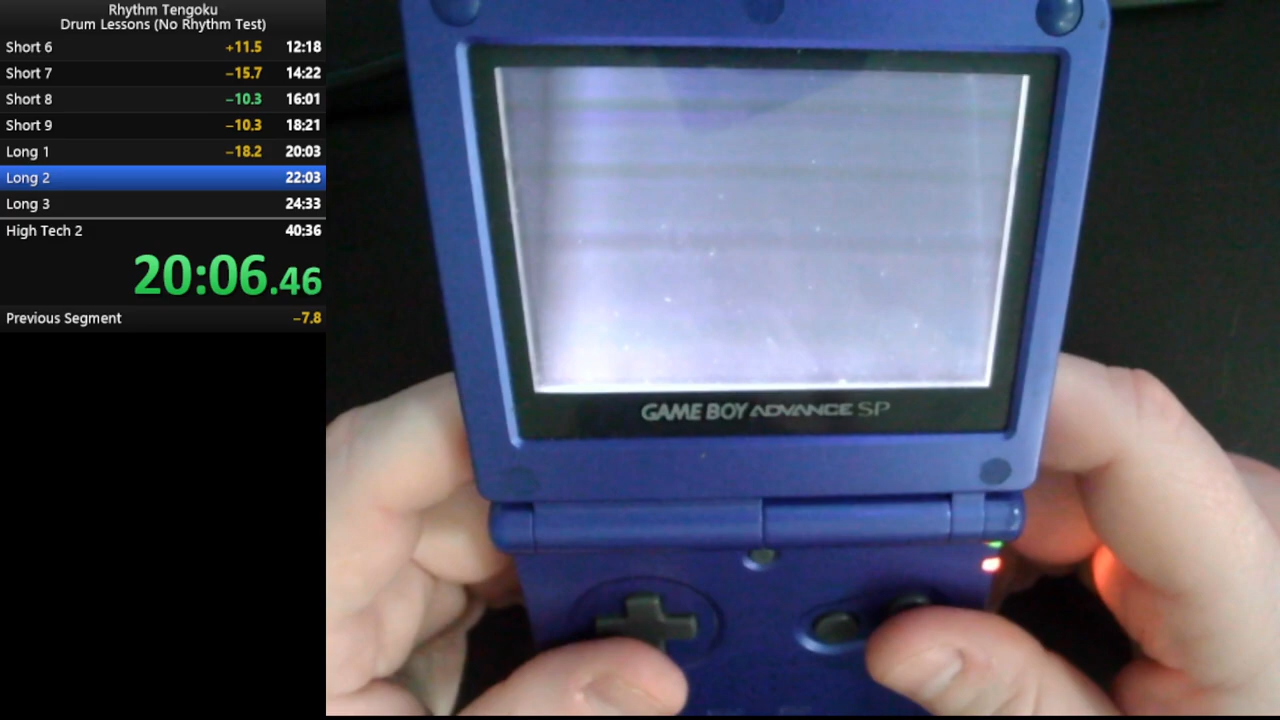 Rhythm Tengoku
Drum Lessons (No Rhythm Test)
Short 6 +11.5 12:18
Short 7 −15.7 14:22
Short 8 −10.3 16:01
Short 9 −10.3 18:21
Long 1 −18.2 20:03
Long 2 22:03
Long 3 24:33
High Tech 2 40:36
20:06.46
Previous Segment −7.8
GAME BOY ADVANCE SP